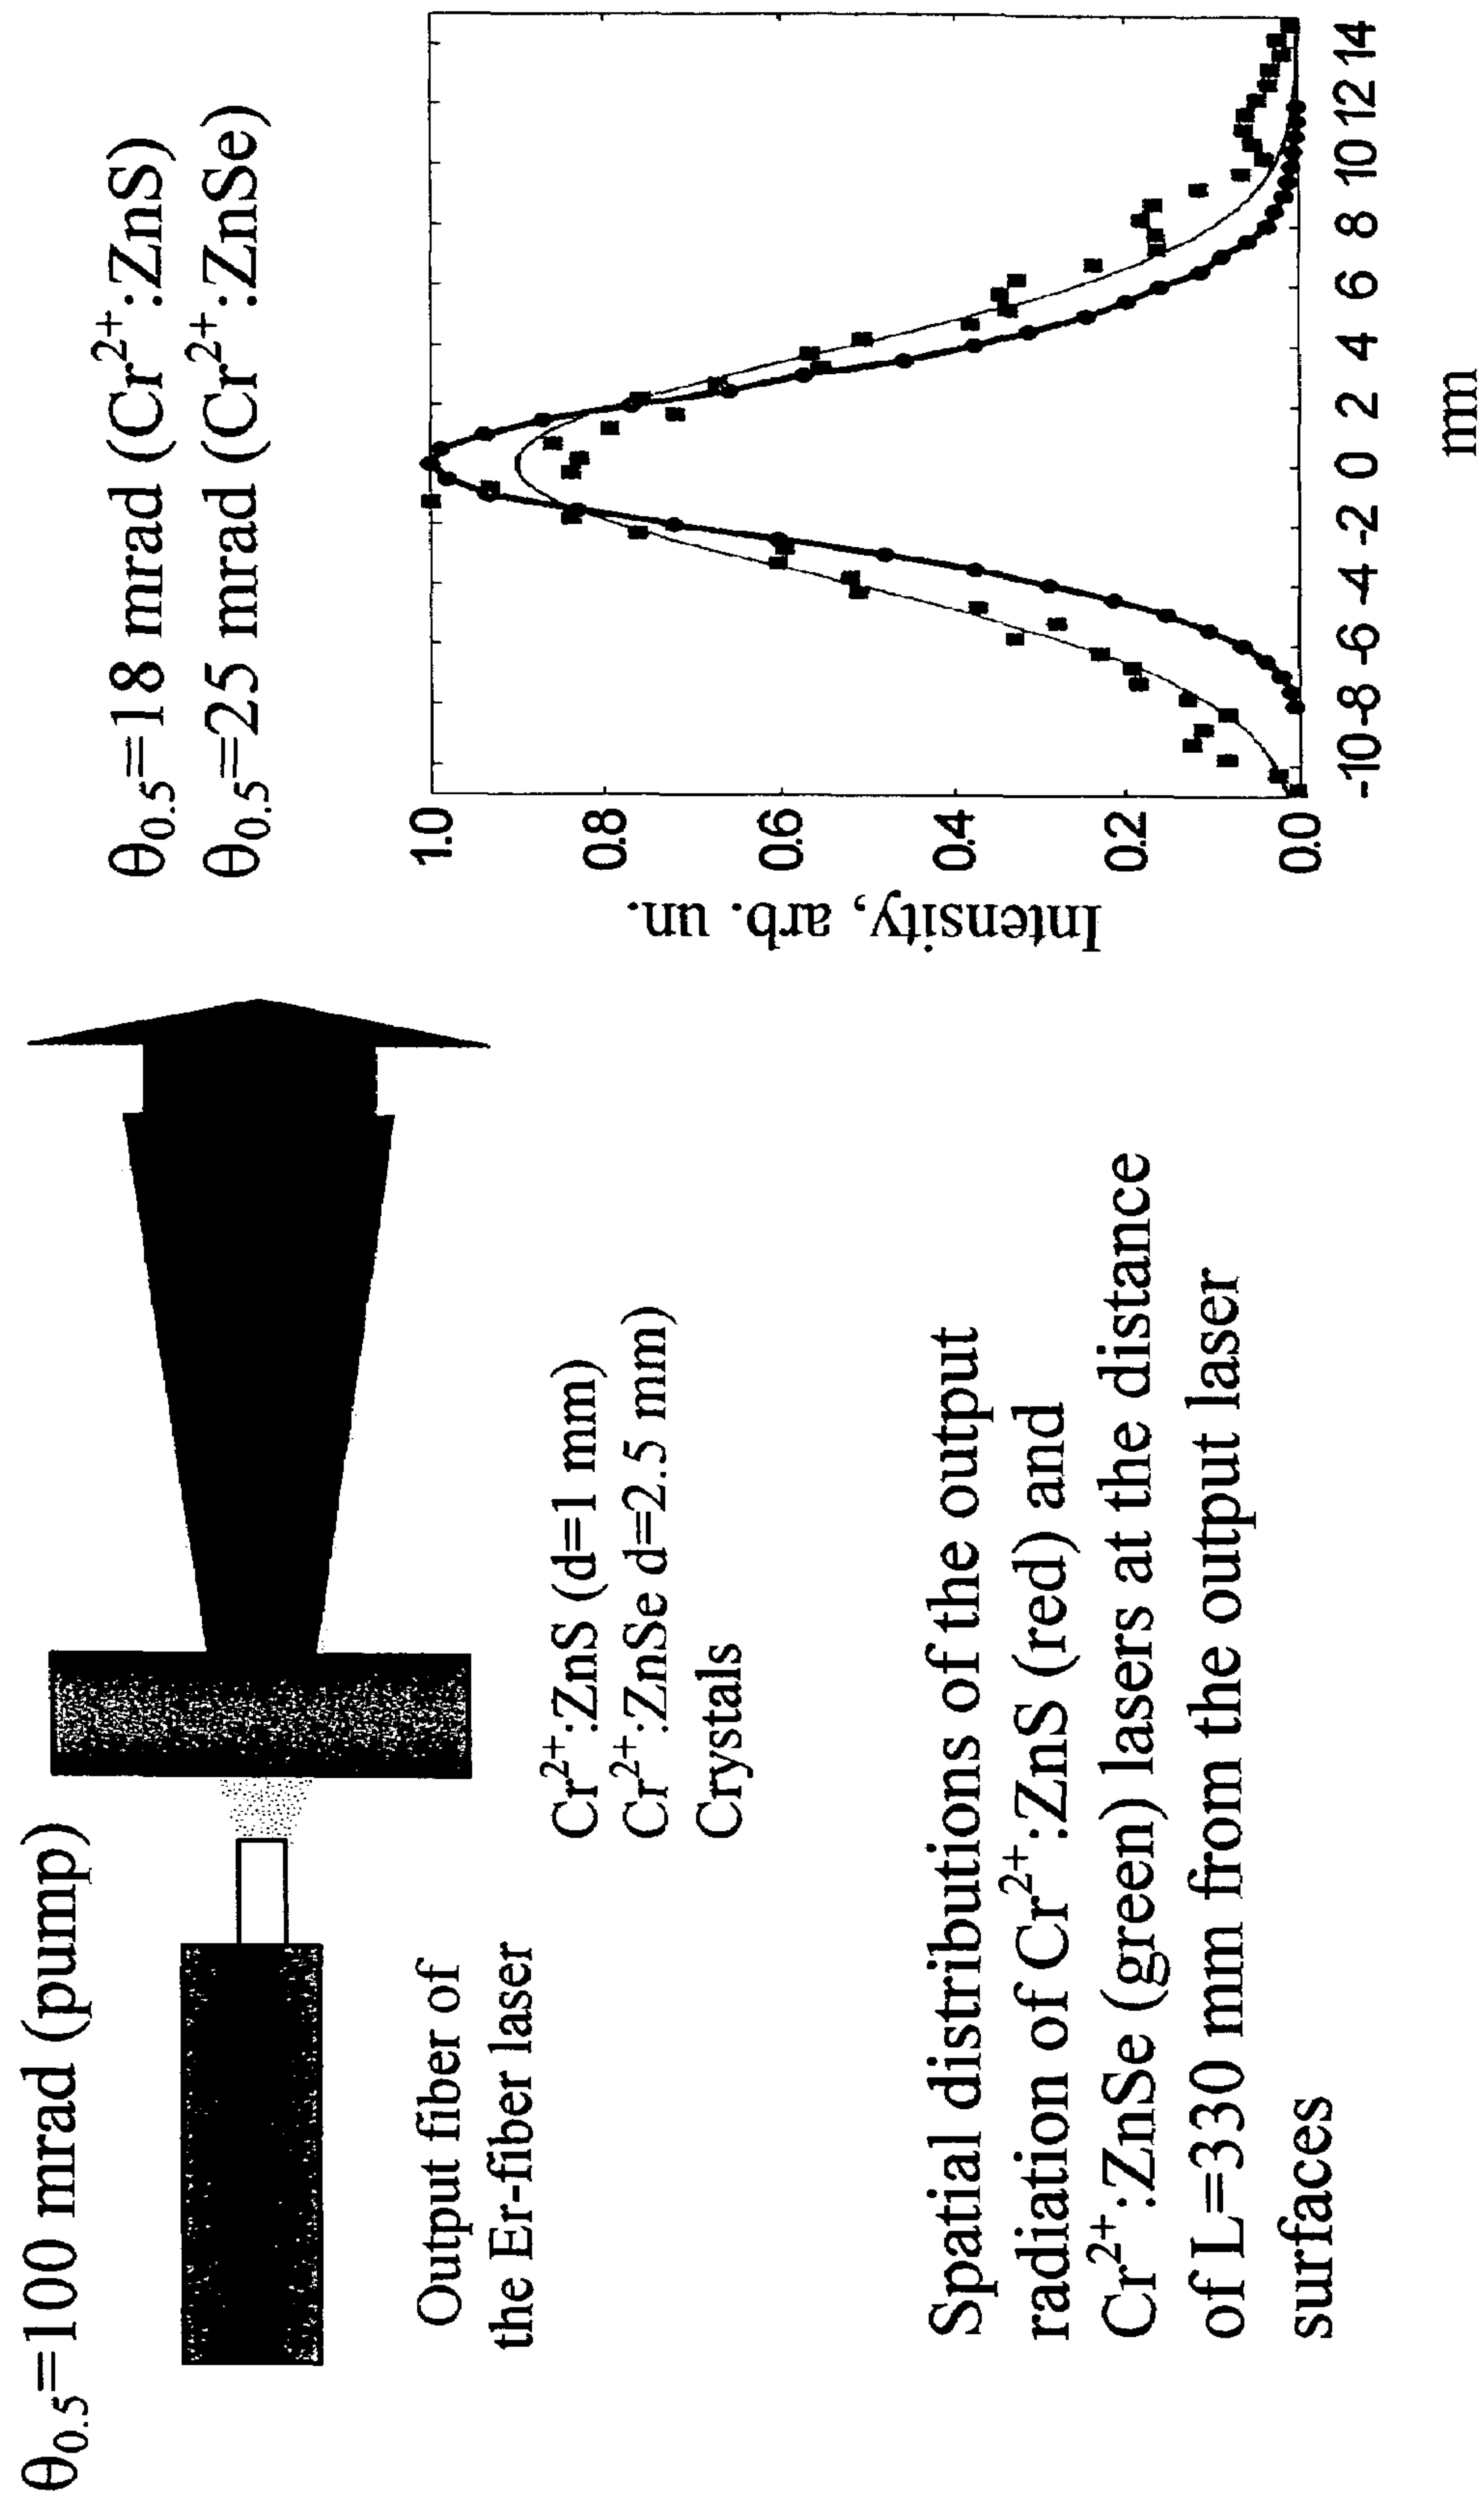 θ0.5=100 mrad (pump)
θ0.5=18 mrad (Cr2+:ZnS)
θ0.5=25 mrad (Cr2+:ZnSe)
Output fiber of
the Er-fiber laser
Cr2+:ZnS (d=1 mm)
Cr2+:ZnSe d=2.5 mm)
Crystals
Spatial distributions of the output
radiation of Cr2+:ZnS (red) and
Cr2+:ZnSe (green) lasers at the distance
of L=330 mm from the output laser
surfaces
Intensity, arb. un.
1.0
0.8
0.6
0.4
0.2
0.0
-10 -8 -6 -4 -2 0 2 4 6 8 10 12 14
mm